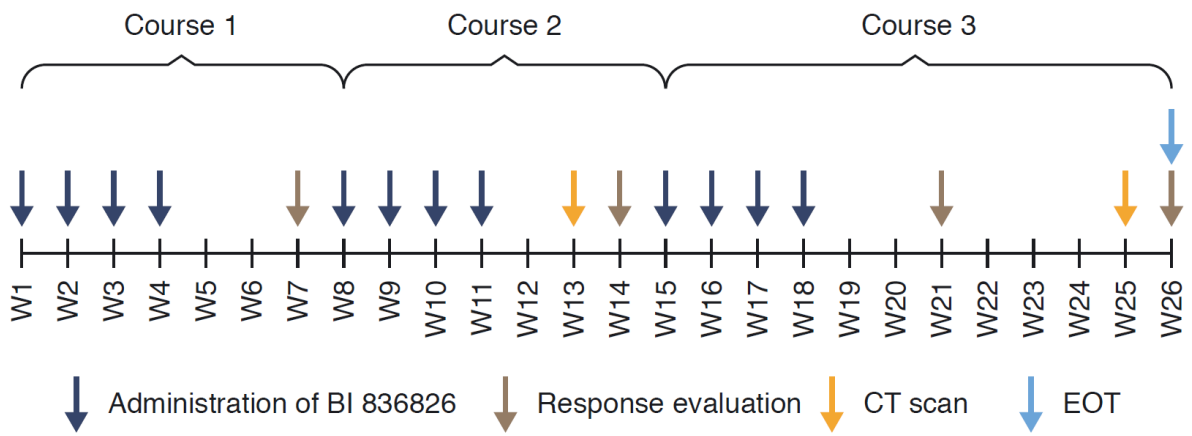 Course 1 Course 2 Course 3
W1 W2 W3 W4 W5 W6 W7 W8 W9 W10 W11 W12 W13 W14 W15 W16 W17 W18 W19 W20 W21 W22 W23 W24 W25 W26
Administration of BI 836826 Response evaluation CT scan EOT